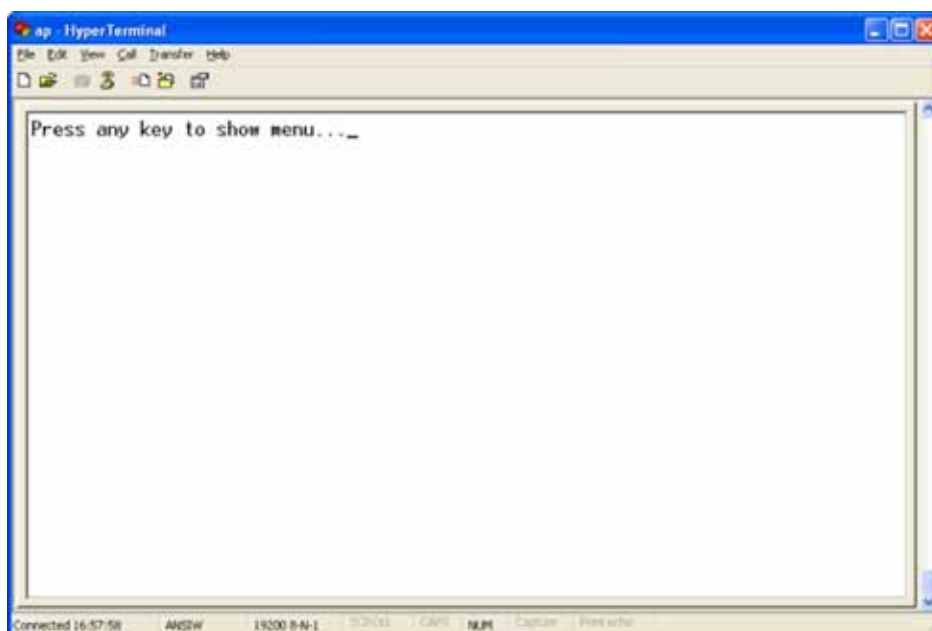 ap - HyperTerminal
File Edit View Call Transfer Help
Press any key to show menu..._
Connected 16:57:58 ANSIW 19200 8-N-1 SCROLL CAPS NUM Capture Print echo